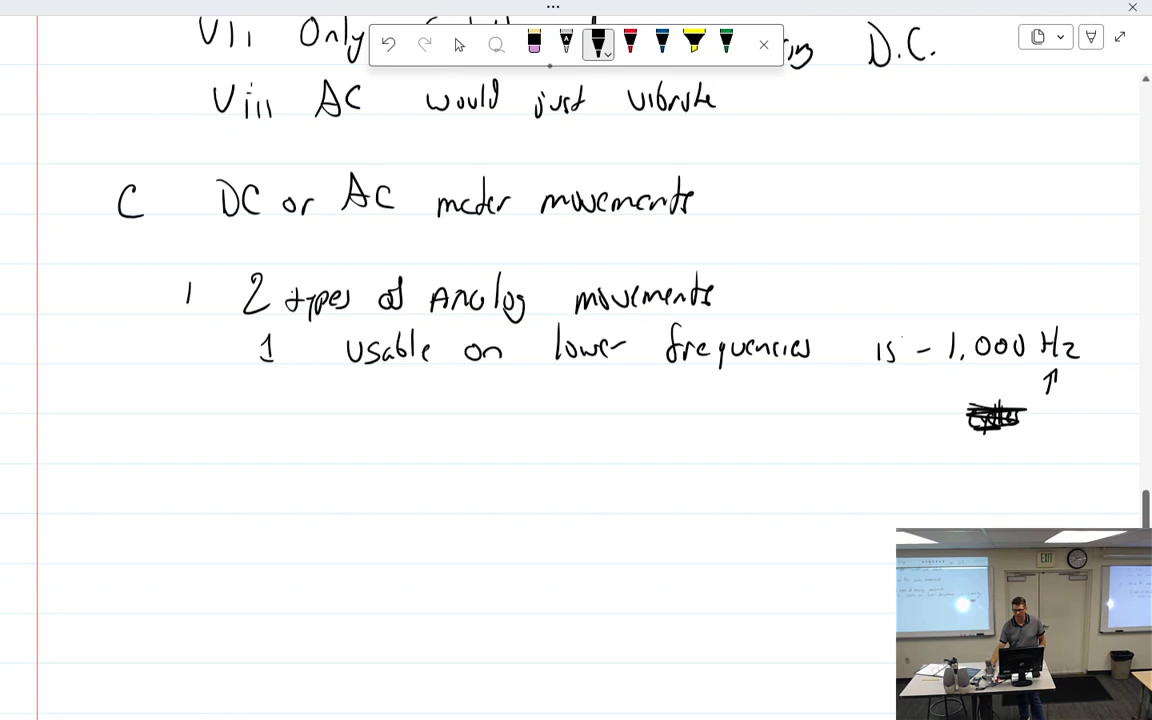 VII Only D.C.
VIII AC would just vibrate
C DC or AC meter movements
1 2 types of Analog movements
1 usable on lower frequencies 15 - 1,000 Hz
EXIT